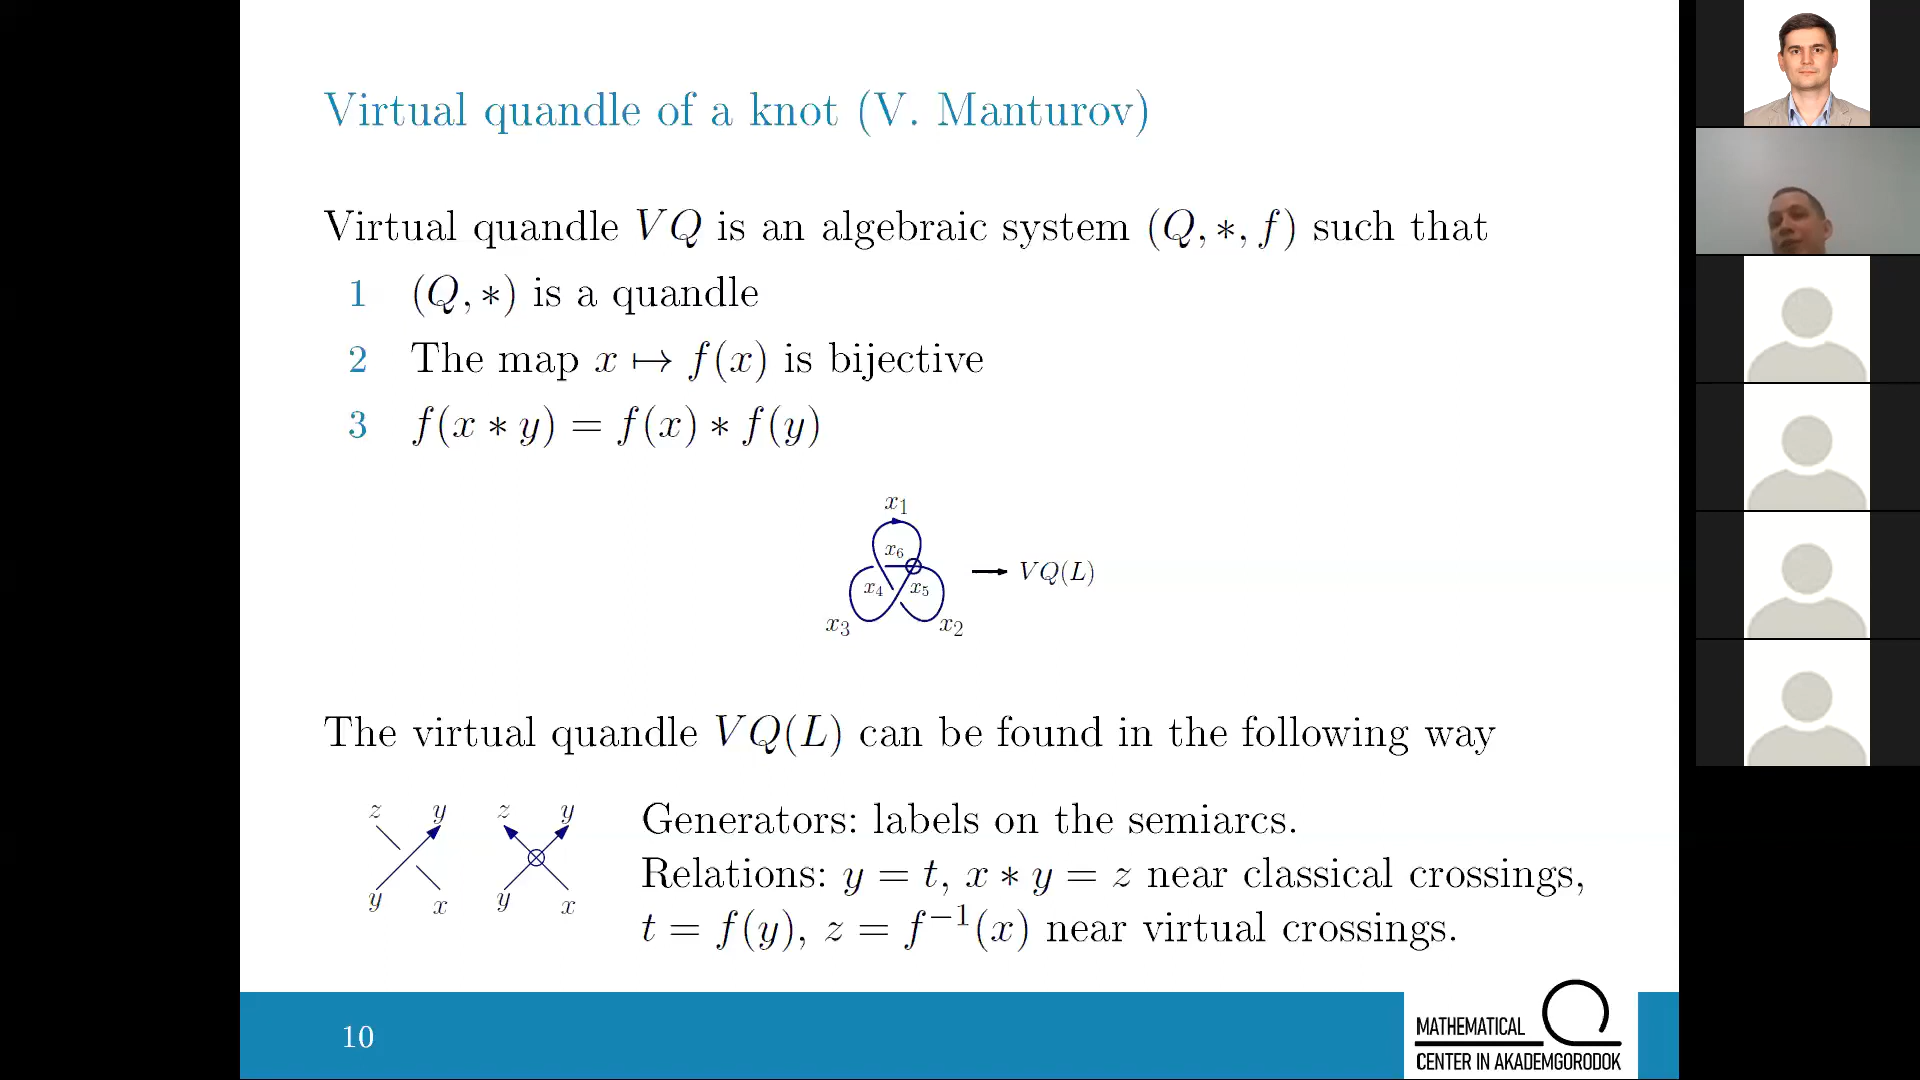 Virtual quandle of a knot (V. Manturov)
Virtual quandle VQ is an algebraic system (Q, ∗, f) such that
1 (Q, ∗) is a quandle
2 The map x ↦ f(x) is bijective
3 f(x ∗ y) = f(x) ∗ f(y)
x₁
x₆
→ VQ(L)
x₄ x₅
x₃ x₂
The virtual quandle VQ(L) can be found in the following way
z y z y
y x y x
Generators: labels on the semiarcs.
Relations: y = t, x ∗ y = z near classical crossings,
t = f(y), z = f⁻¹(x) near virtual crossings.
10
MATHEMATICAL
CENTER IN AKADEMGORODOK